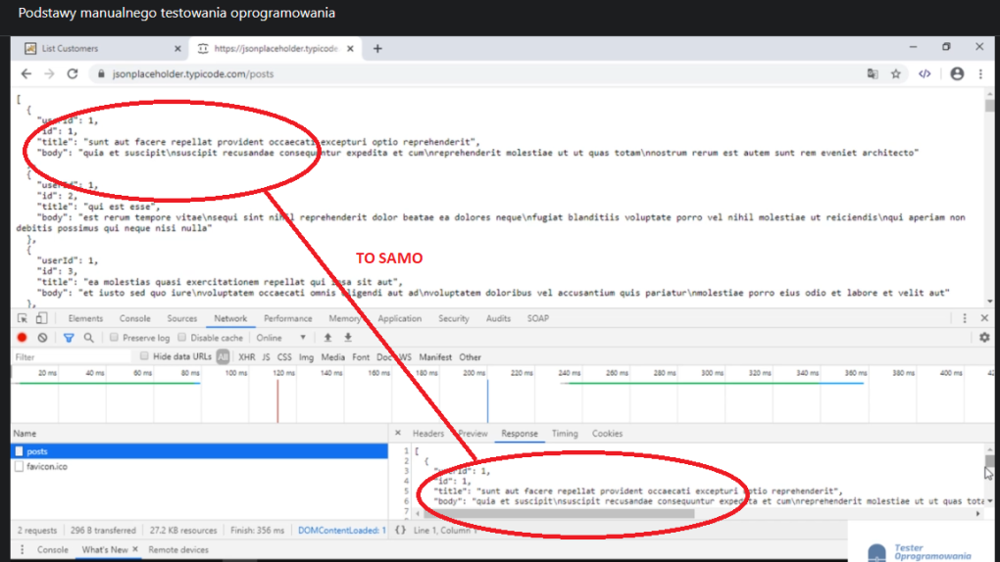 Podstawy manualnego testowania oprogramowania
List Customers
https://jsonplaceholder.typicode
jsonplaceholder.typicode.com/posts
[
{
"userId": 1,
"id": 1,
"title": "sunt aut facere repellat provident occaecati excepturi optio reprehenderit",
"body": "quia et suscipit\nsuscipit recusandae consequuntur expedita et cum\nreprehenderit molestiae ut ut quas totam\nnostrum rerum est autem sunt rem eveniet architecto"
{
"userId": 1,
"id": 2,
"title": "qui est esse",
"body": "est rerum tempore vitae\nsequi sint nihil reprehenderit dolor beatae ea dolores neque\nfugiat blanditiis voluptate porro vel nihil molestiae ut reiciendis\nqui aperiam non
debitis possimus qui neque nisi nulla"
},
{
"userId": 1,
"id": 3,
"title": "ea molestias quasi exercitationem repellat qui ipsa sit aut",
"body": "et iusto sed quo iure\nvoluptatem occaecati omnis eligendi aut ad\nvoluptatem doloribus vel accusantium quis pariatur\nmolestiae porro eius odio et labore et velit aut"
},
TO SAMO
Elements Console Sources Network Performance Memory Application Security Audits SOAP
Preserve log Disable cache Online
Filter Hide data URLs All XHR JS CSS Img Media Font Doc WS Manifest Other
20 ms 40 ms 60 ms 80 ms 100 ms 120 ms 140 ms 160 ms 180 ms 200 ms 220 ms 240 ms 260 ms 280 ms 300 ms 320 ms 340 ms 360 ms 380 ms 400 ms 42
Name
posts
favicon.ico
Headers Preview Response Timing Cookies
1 [
2 {
3 "userId": 1,
4 "id": 1,
5 "title": "sunt aut facere repellat provident occaecati excepturi optio reprehenderit",
6 "body": "quia et suscipit\nsuscipit recusandae consequuntur expedita et cum\nreprehenderit molestiae ut ut quas tota
7
2 requests 296 B transferred 27.2 KB resources Finish: 356 ms DOMContentLoaded: 1
{} Line 1, Column 1
Console What's New Remote devices
Tester
Oprogramowania